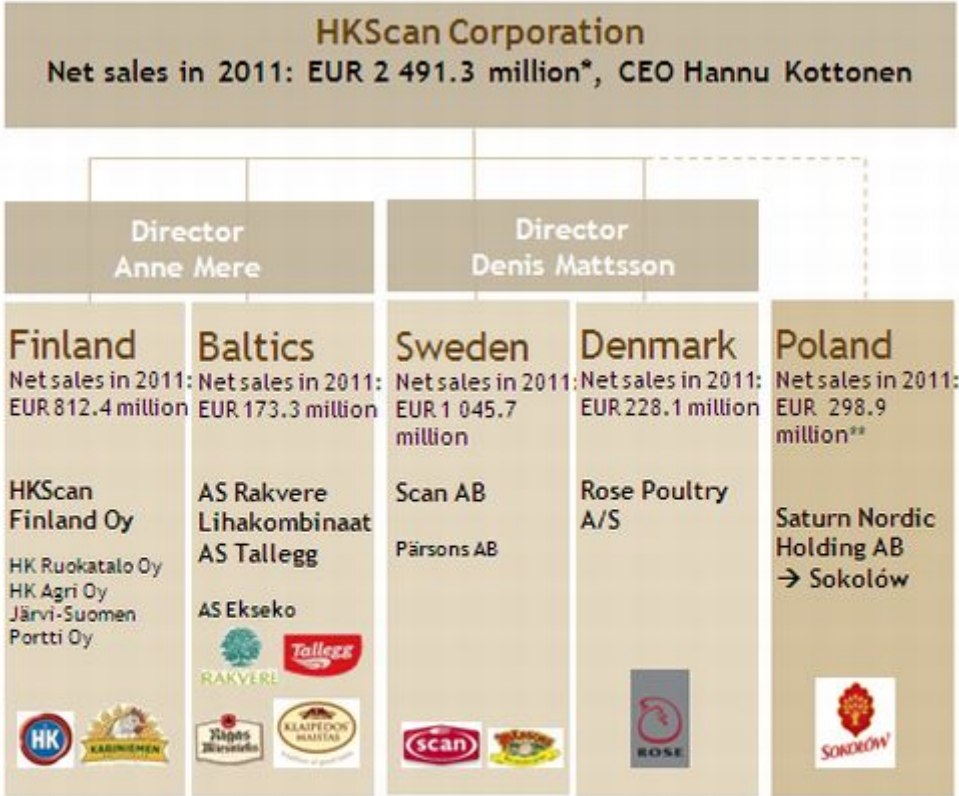 HKScan Corporation
Net sales in 2011: EUR 2 491.3 million*, CEO Hannu Kottonen
Director
Anne Mere
Director
Denis Mattsson
Finland
Net sales in 2011:
EUR 812.4 million
HKScan
Finland Oy
HK Ruokatalo Oy
HK Agri Oy
Järvi-Suomen
Portti Oy
HK
KARINIEMEN
Baltics
Net sales in 2011:
EUR 173.3 million
AS Rakvere
Lihakombinaat
AS Tallegg
AS Ekseko
RAKVERE
Tallegg
Rigas
Miesnieks
KLAIPĖDOS
MAISTAS
Sweden
Net sales in 2011:
EUR 1 045.7
million
Scan AB
Pärsons AB
scan
Denmark
Net sales in 2011:
EUR 228.1 million
Rose Poultry
A/S
ROSE
Poland
Net sales in 2011:
EUR 298.9
million**
Saturn Nordic
Holding AB
→ Sokolów
SOKOŁÓW